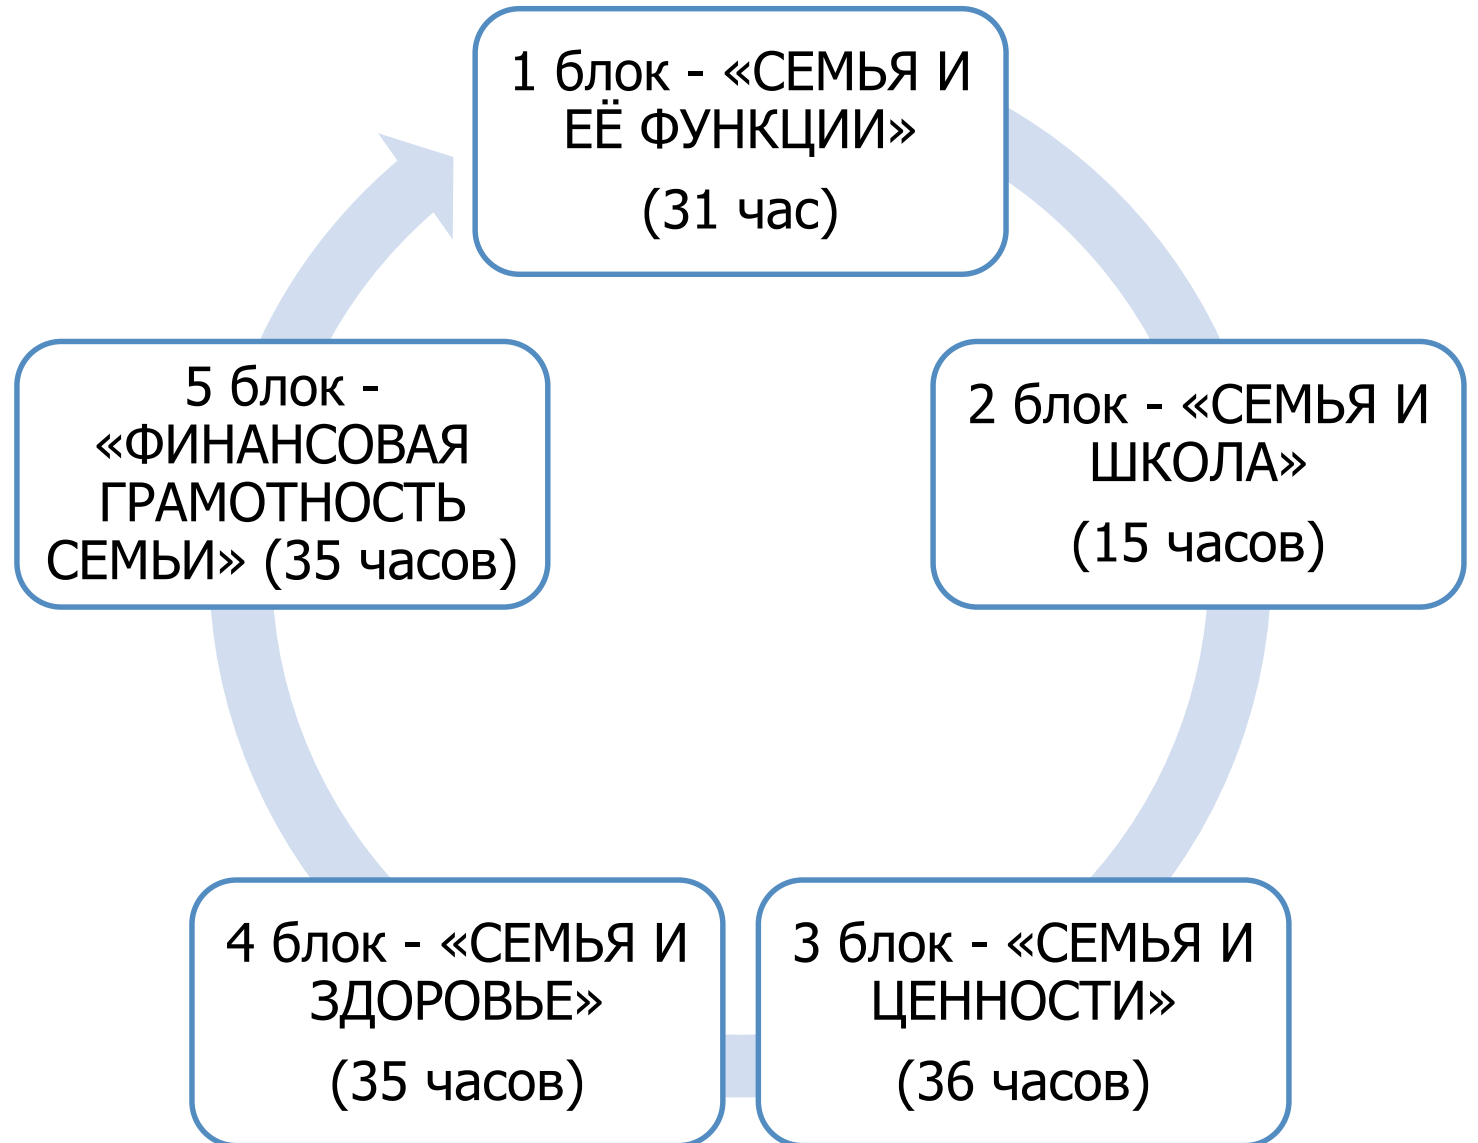 1 блок - «СЕМЬЯ И
ЕЁ ФУНКЦИИ»
(31 час)
2 блок - «СЕМЬЯ И
ШКОЛА»
(15 часов)
3 блок - «СЕМЬЯ И
ЦЕННОСТИ»
(36 часов)
4 блок - «СЕМЬЯ И
ЗДОРОВЬЕ»
(35 часов)
5 блок -
«ФИНАНСОВАЯ
ГРАМОТНОСТЬ
СЕМЬИ» (35 часов)